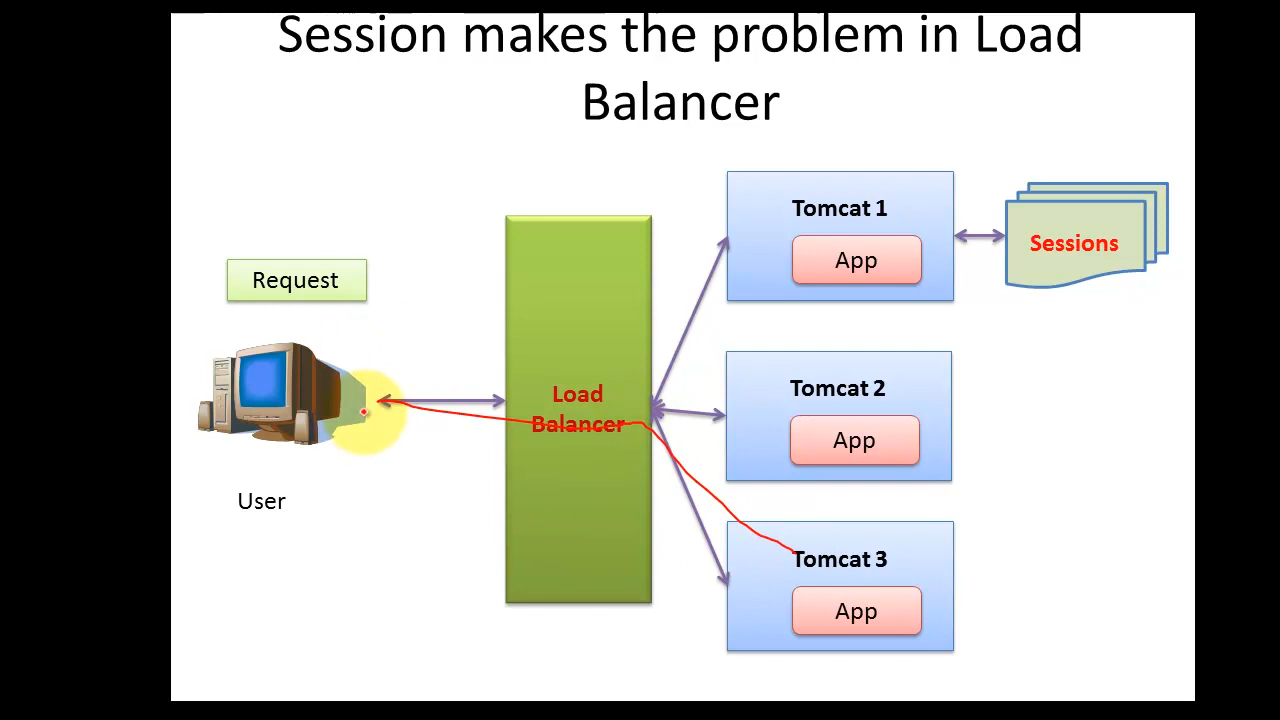 Session makes the problem in Load
Balancer
Request
User
Load
Balancer
Tomcat 1
App
Sessions
Tomcat 2
App
Tomcat 3
App